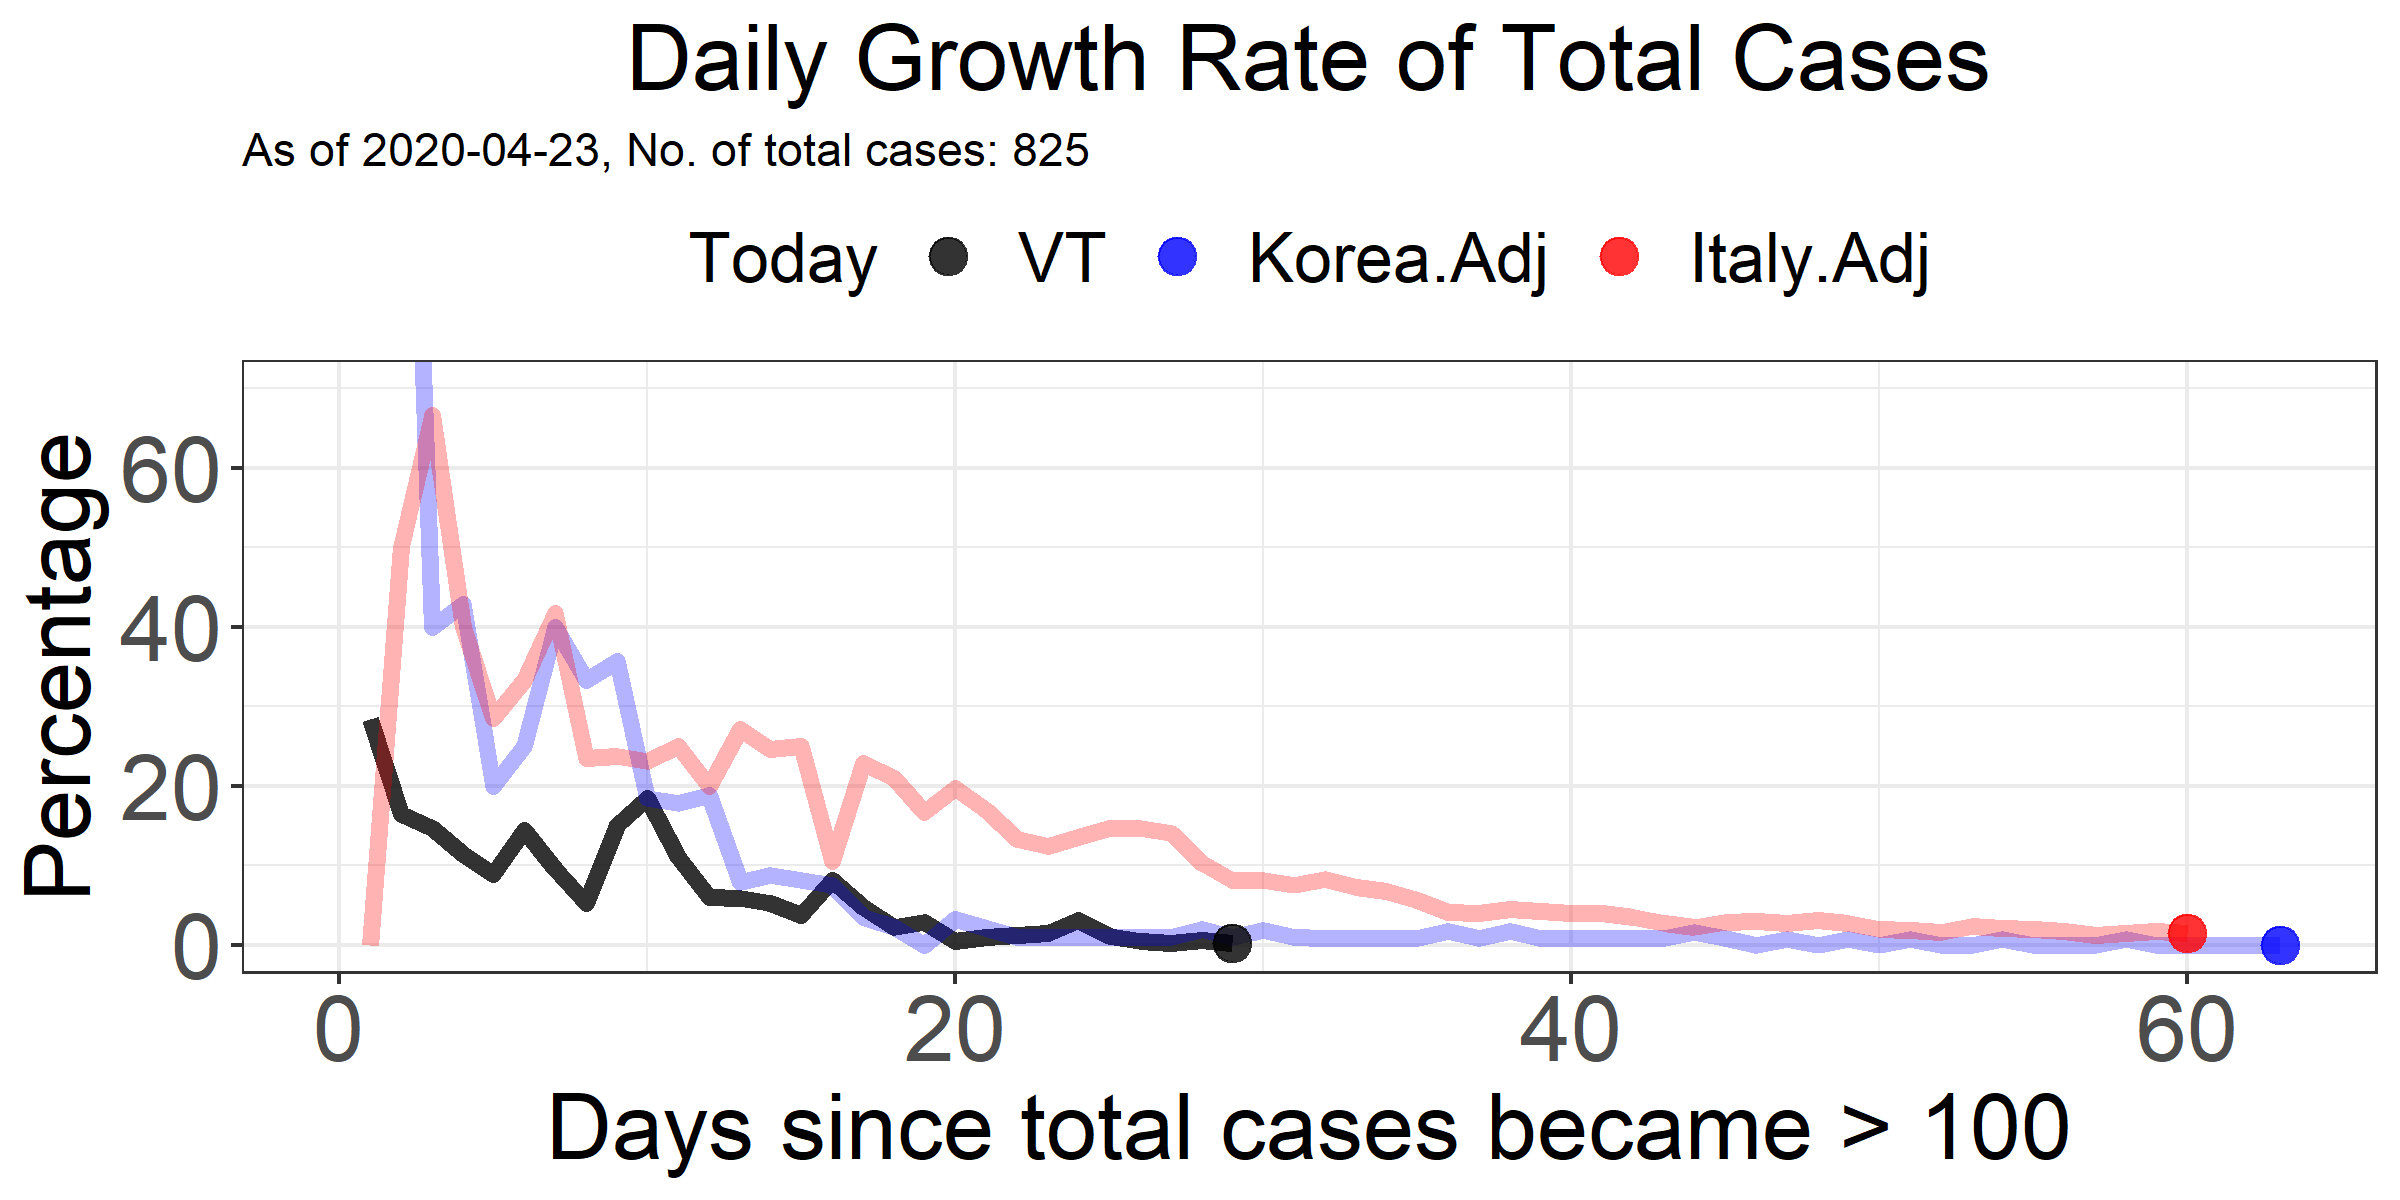 Daily Growth Rate of Total Cases
As of 2020-04-23, No. of total cases: 825
Today VT Korea.Adj Italy.Adj
Percentage
60
40
20
0
0 20 40 60
Days since total cases became > 100